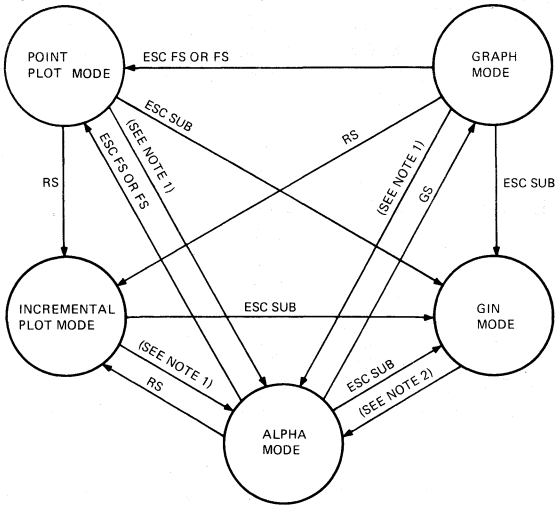 POINT
PLOT MODE
ESC FS OR FS
GRAPH
MODE
ESC SUB
(SEE NOTE 1)
ESC FS OR FS
RS
(SEE NOTE 1)
GS
RS
ESC SUB
INCREMENTAL
PLOT MODE
ESC SUB
GIN
MODE
(SEE NOTE 1)
RS
ESC SUB
(SEE NOTE 2)
ALPHA
MODE